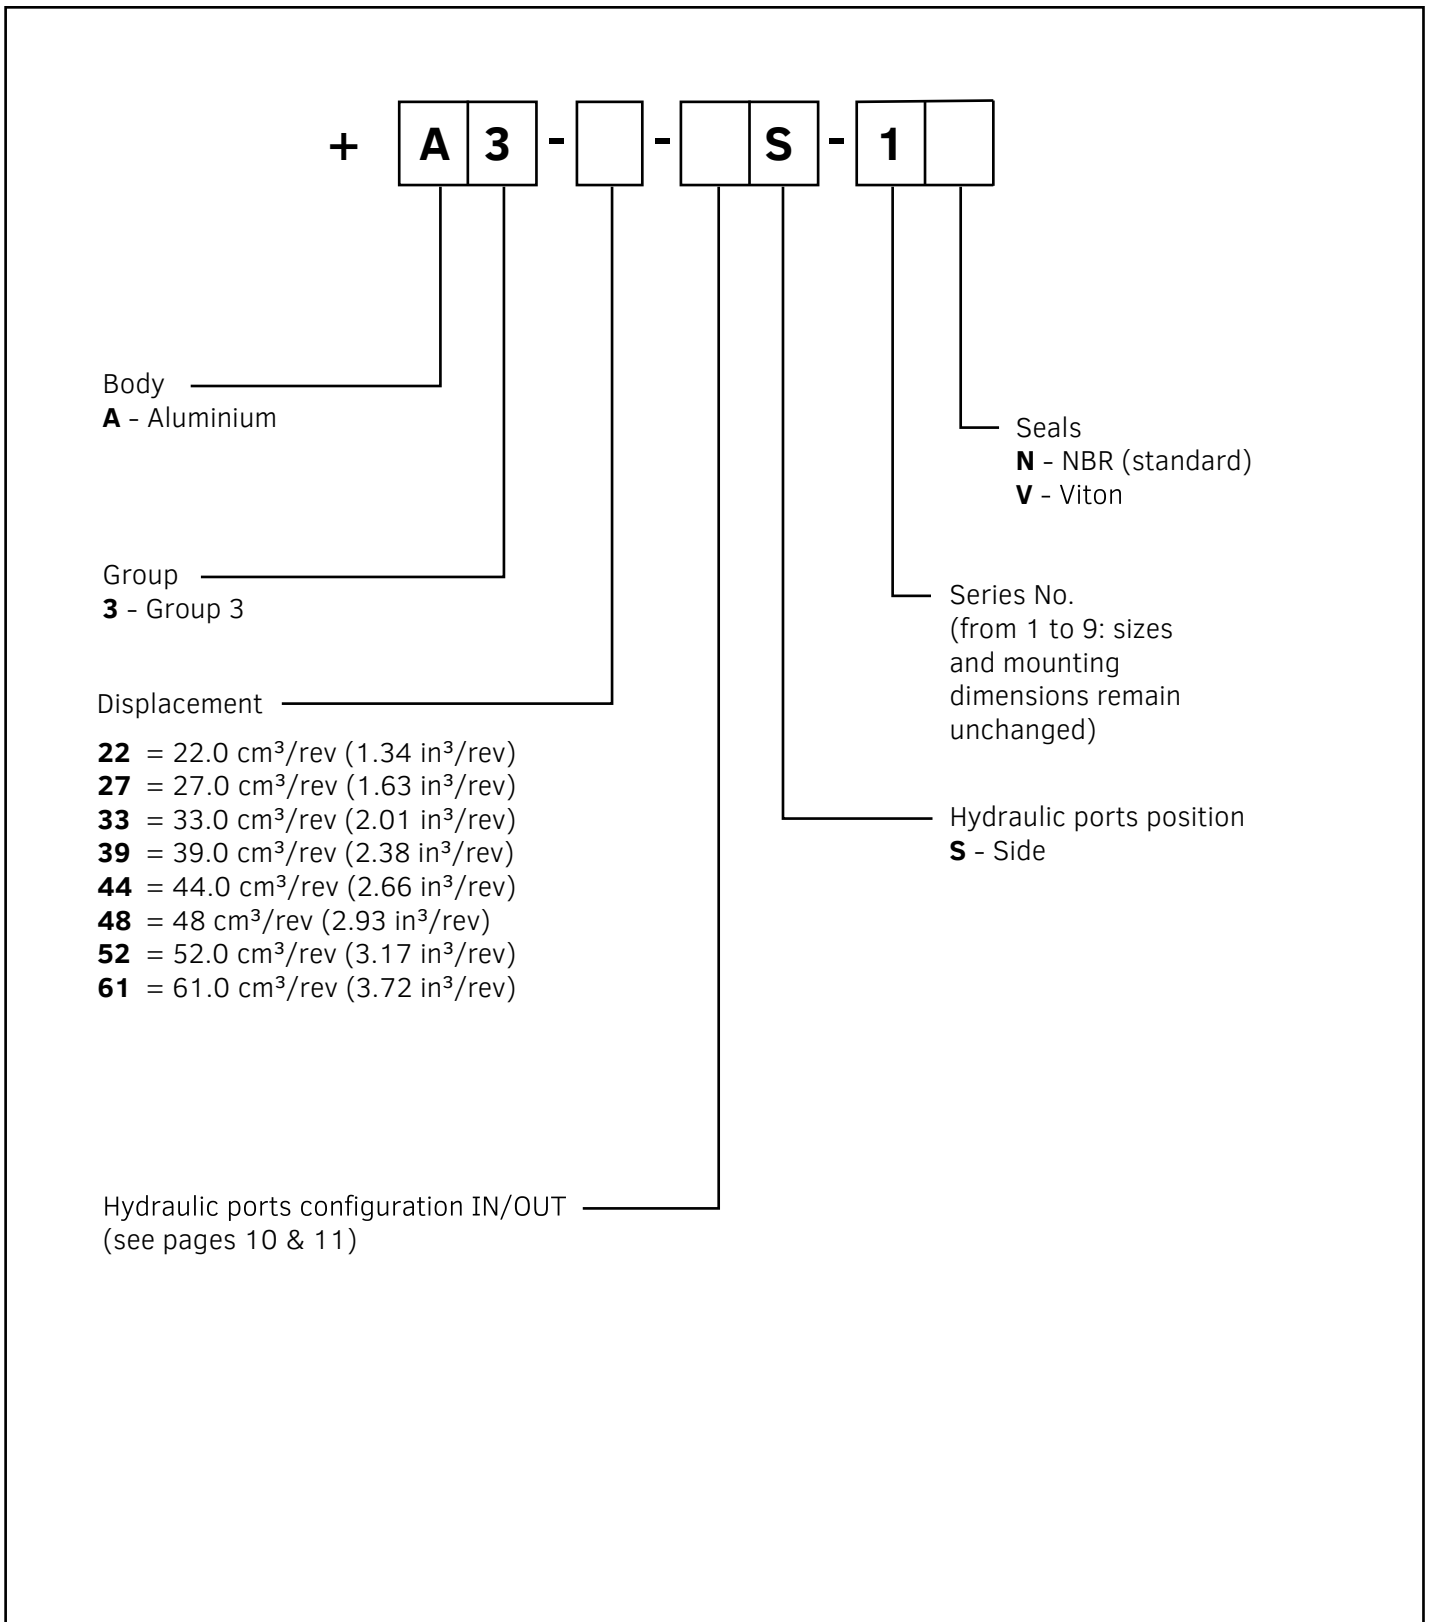 + A 3 - - S - 1
Body
A - Aluminium
Seals
N - NBR (standard)
V - Viton
Group
3 - Group 3
Series No.
(from 1 to 9: sizes
and mounting
dimensions remain
unchanged)
Displacement
22 = 22.0 cm³/rev (1.34 in³/rev)
27 = 27.0 cm³/rev (1.63 in³/rev)
33 = 33.0 cm³/rev (2.01 in³/rev)
39 = 39.0 cm³/rev (2.38 in³/rev)
44 = 44.0 cm³/rev (2.66 in³/rev)
48 = 48 cm³/rev (2.93 in³/rev)
52 = 52.0 cm³/rev (3.17 in³/rev)
61 = 61.0 cm³/rev (3.72 in³/rev)
Hydraulic ports position
S - Side
Hydraulic ports configuration IN/OUT
(see pages 10 & 11)